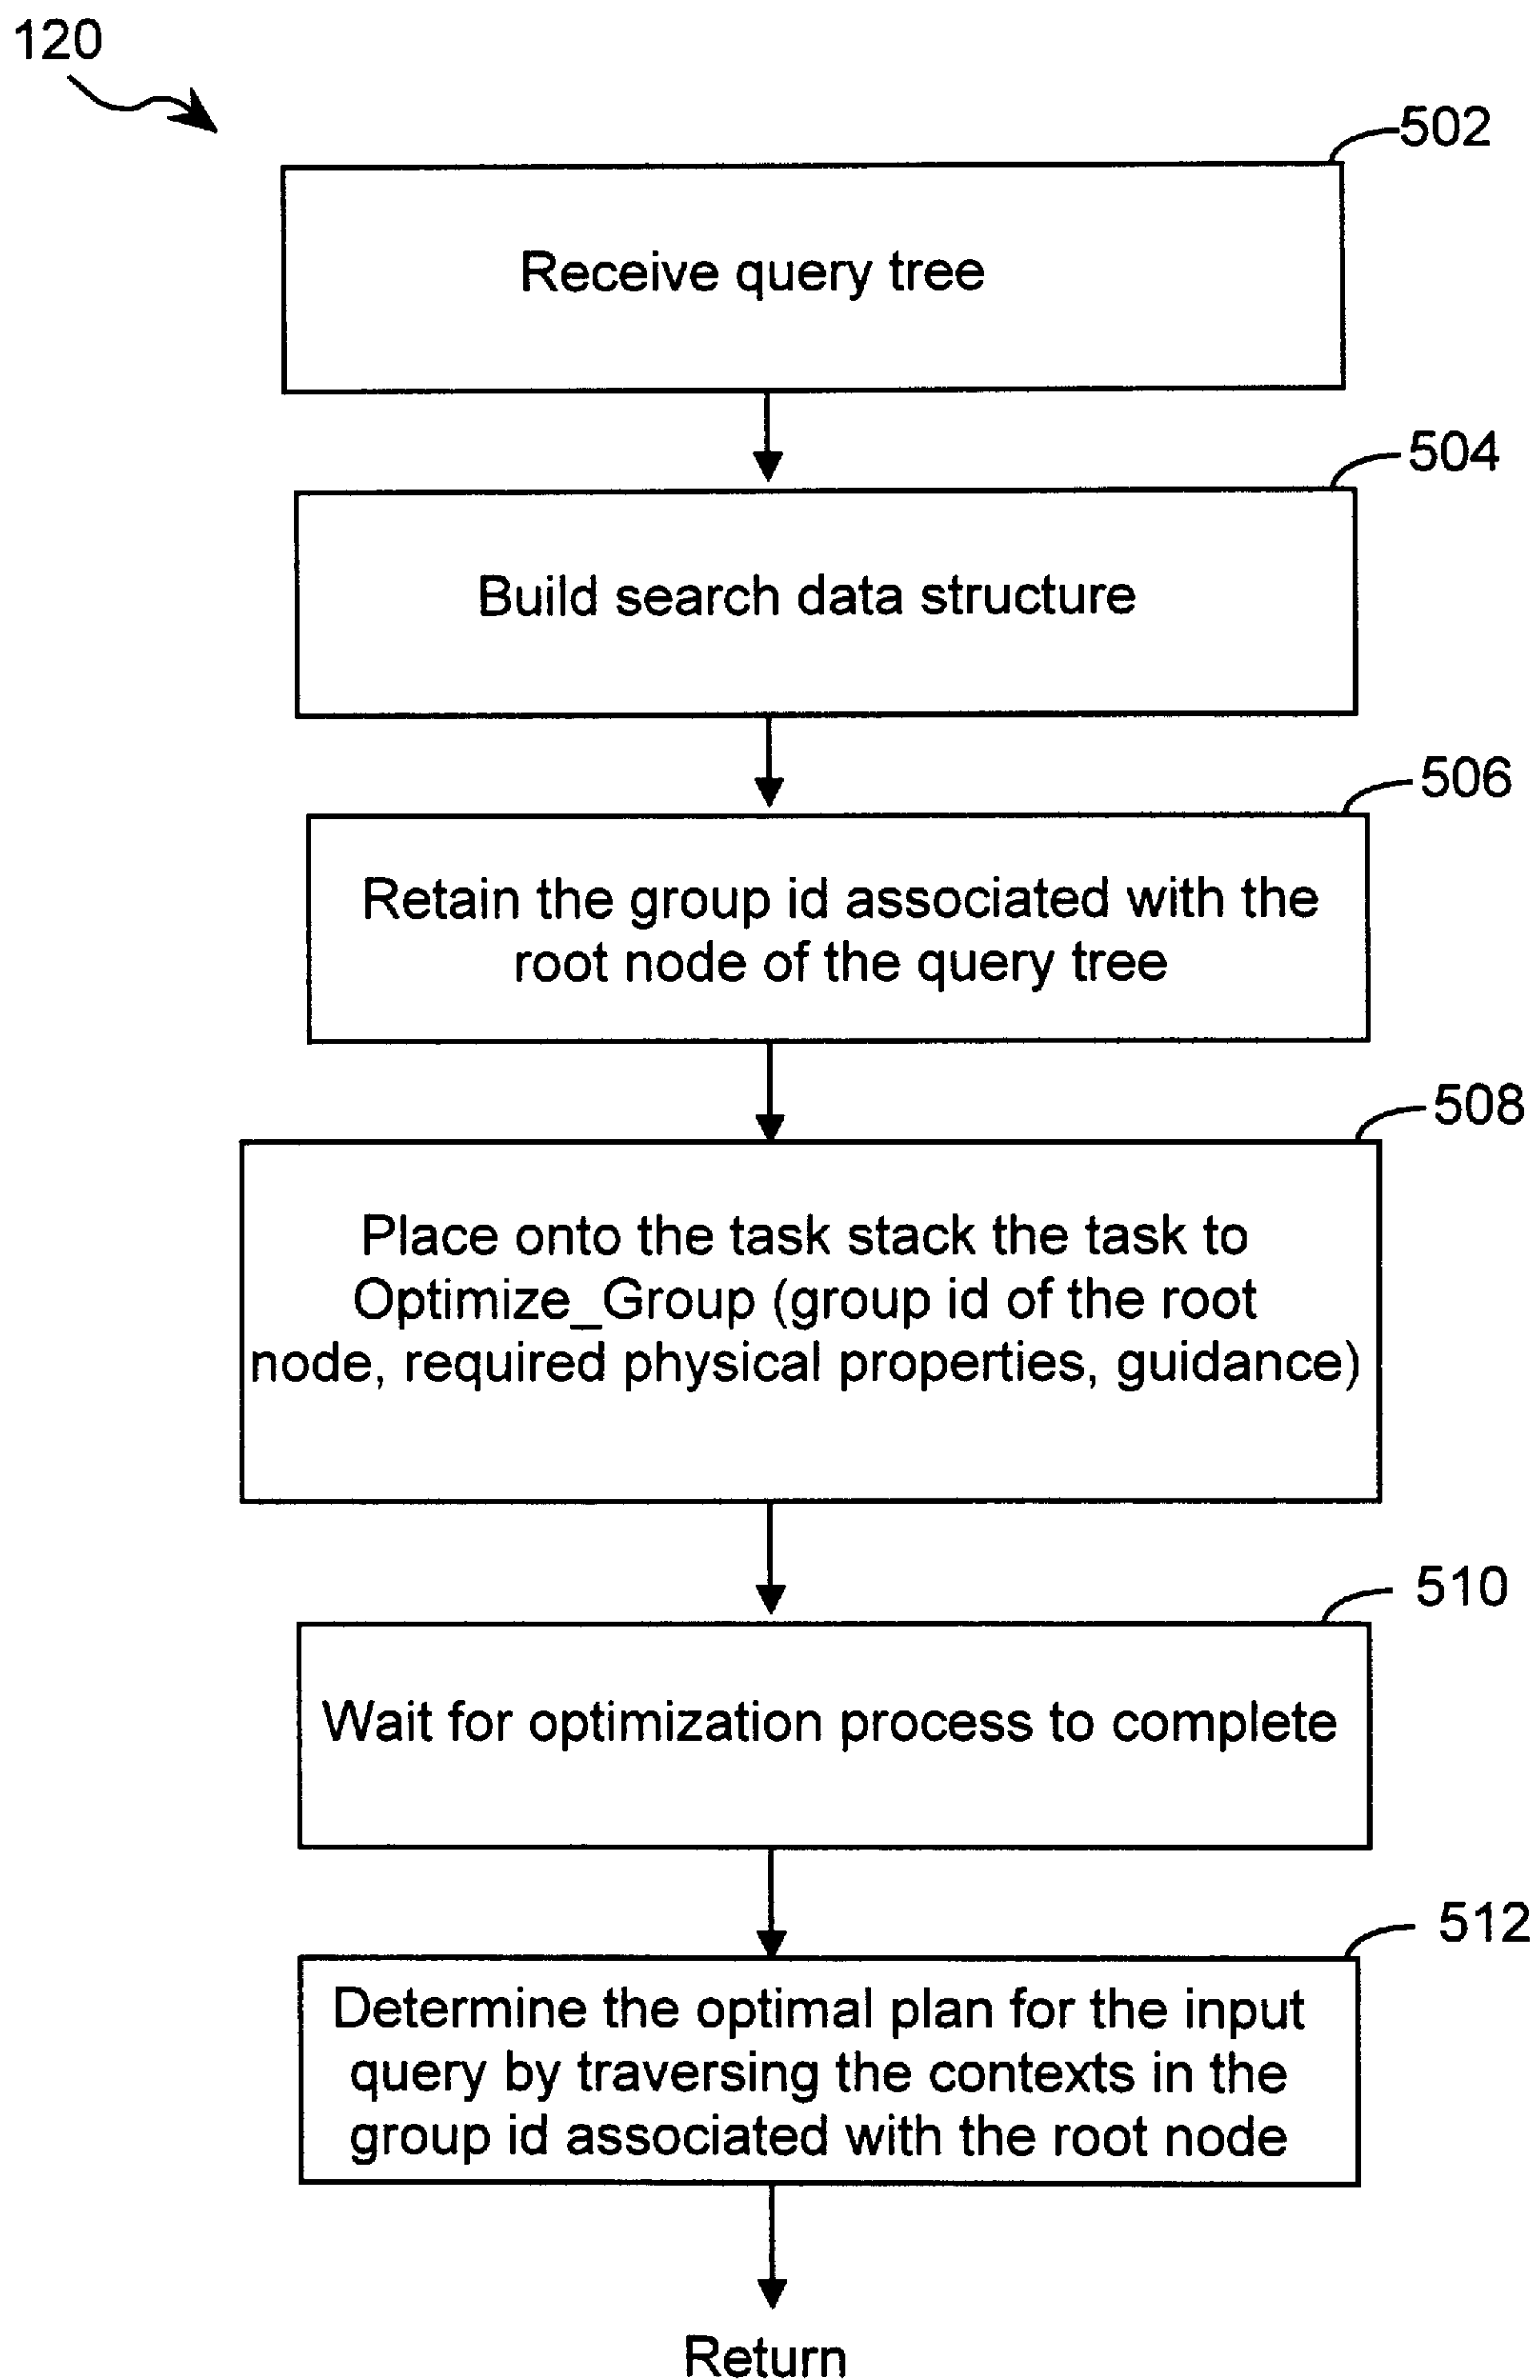 120
502
Receive query tree
504
Build search data structure
506
Retain the group id associated with the
root node of the query tree
508
Place onto the task stack the task to
Optimize_Group (group id of the root
node, required physical properties, guidance)
510
Wait for optimization process to complete
512
Determine the optimal plan for the input
query by traversing the contexts in the
group id associated with the root node
Return